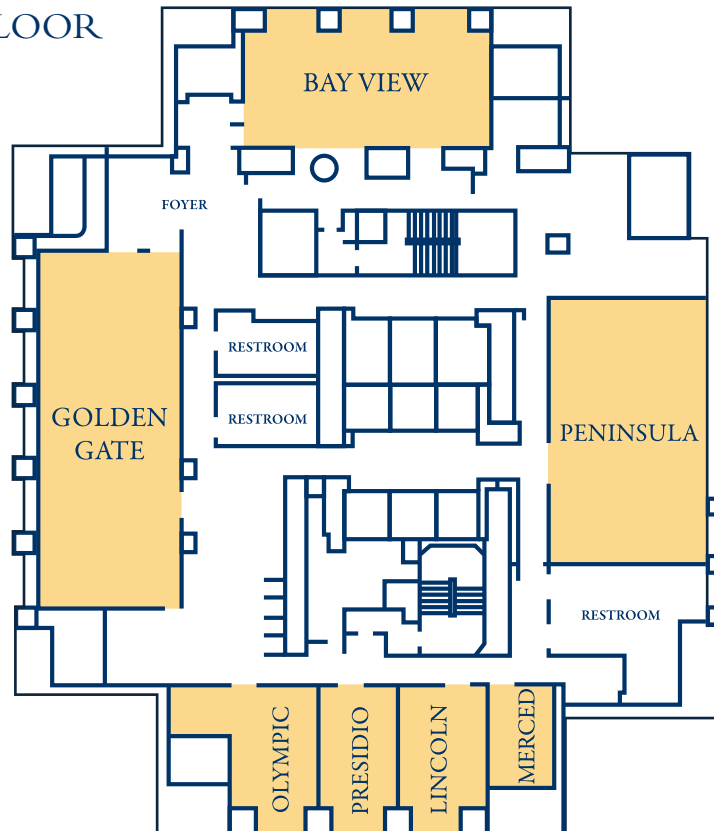 LOOR
BAY VIEW
FOYER
RESTROOM
RESTROOM
GOLDEN
GATE
PENINSULA
RESTROOM
OLYMPIC
PRESIDIO
LINCOLN
MERCED